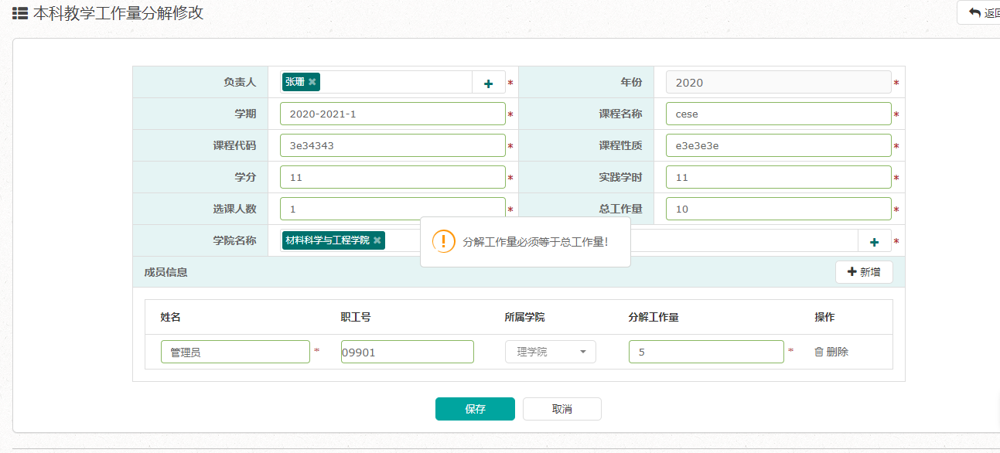 本科教学工作量分解修改
返回
负责人 张珊 * 年份 2020 *
学期 2020-2021-1 * 课程名称 cese *
课程代码 3e34343 * 课程性质 e3e3e3e *
学分 11 * 实践学时 11 *
选课人数 1 * 总工作量 10 *
学院名称 材料科学与工程学院 *
分解工作量必须等于总工作量!
成员信息 新增
姓名 职工号 所属学院 分解工作量 操作
管理员 * 09901 理学院 5 * 删除
保存 取消